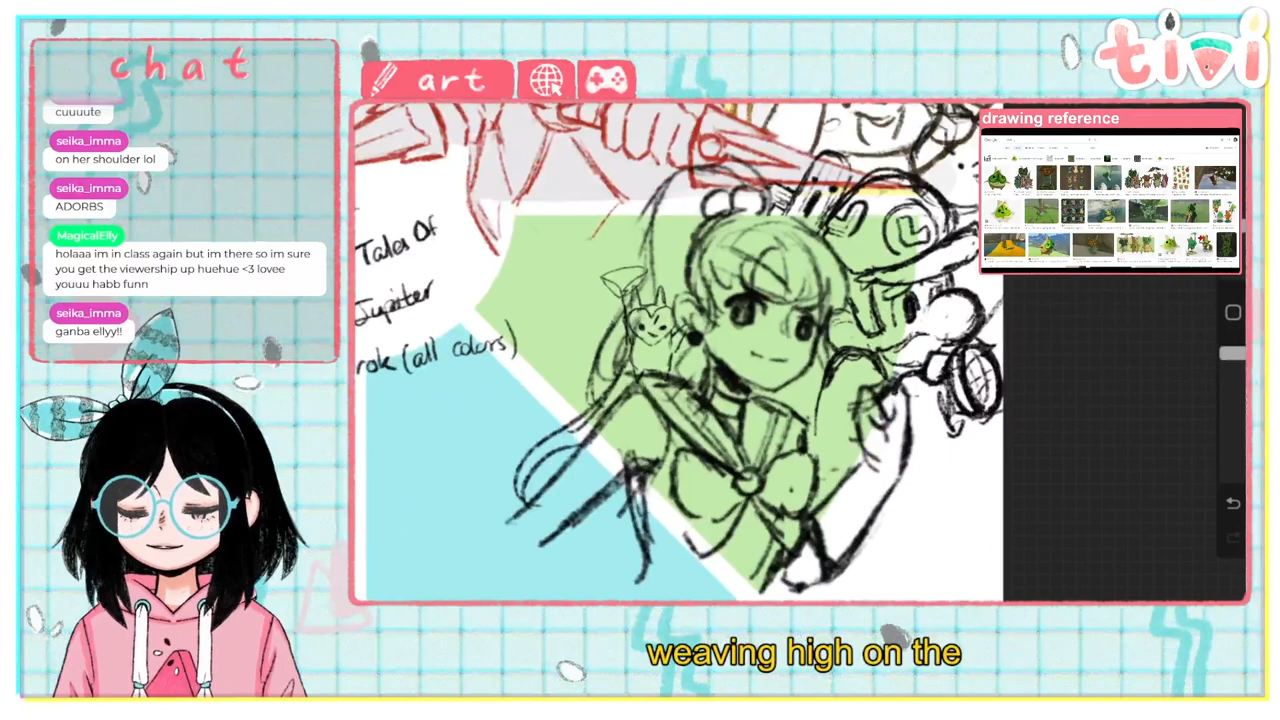 chat
cuuuute
seika_imma
on her shoulder lol
seika_imma
ADORBS
MagicalElly
holaaa im in class again but im there so im sure
you get the viewership up huehue <3 lovee
youuu habb funn
seika_imma
ganba ellyy!!
art
tivi
drawing reference
Tales Of
Jupiter
rok (all colors)
weaving high on the